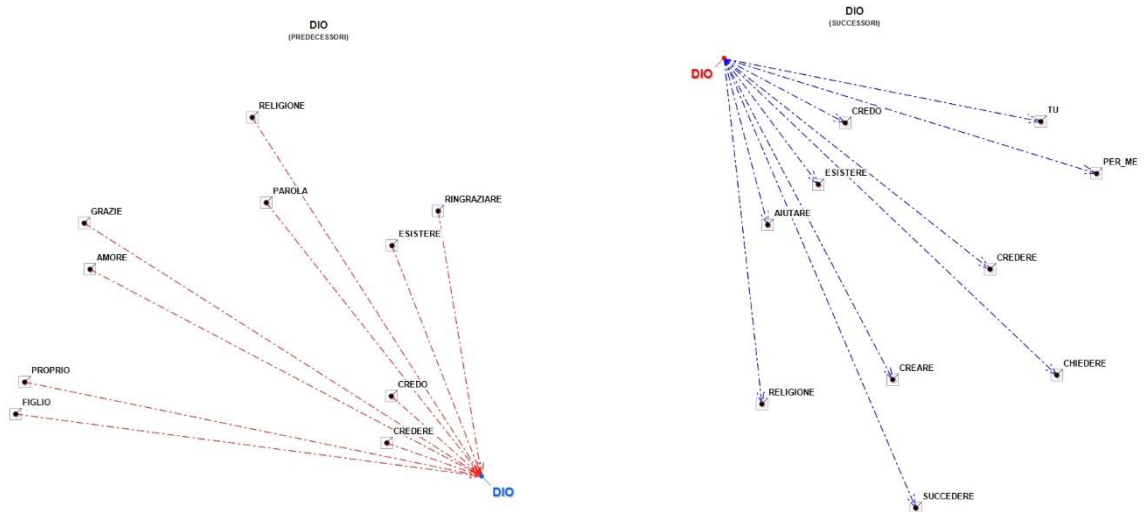 DIO
(PREDECESSORI)
RELIGIONE
PAROLA
RINGRAZIARE
GRAZIE
ESISTERE
AMORE
PROPRIO
CREDO
FIGLIO
CREDERE
DIO
DIO
(SUCCESSORI)
DIO
CREDO
TU
PER_ME
ESISTERE
AIUTARE
CREDERE
CHIEDERE
CREARE
RELIGIONE
SUCCEDERE